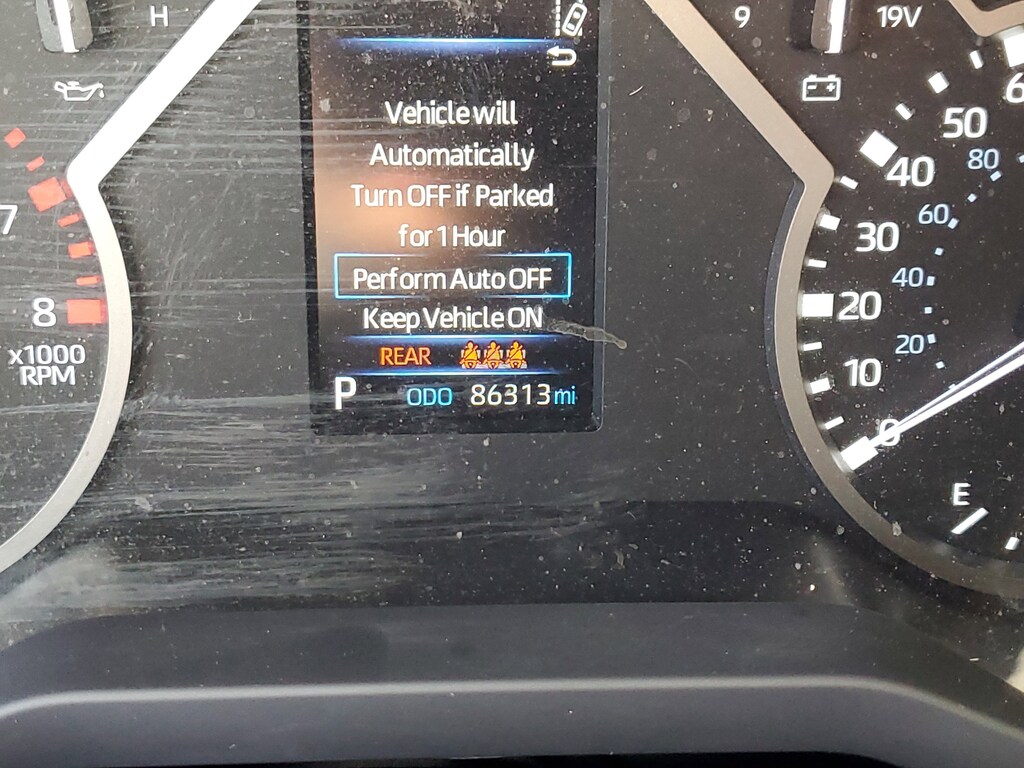 H
9
19V
Vehicle will
Automatically
Turn OFF if Parked
for 1 Hour
Perform Auto OFF
Keep Vehicle ON
REAR
P
ODO 86313 mi
7
8
x1000
RPM
50
40
30
20
10
0
80
60
40
20
E